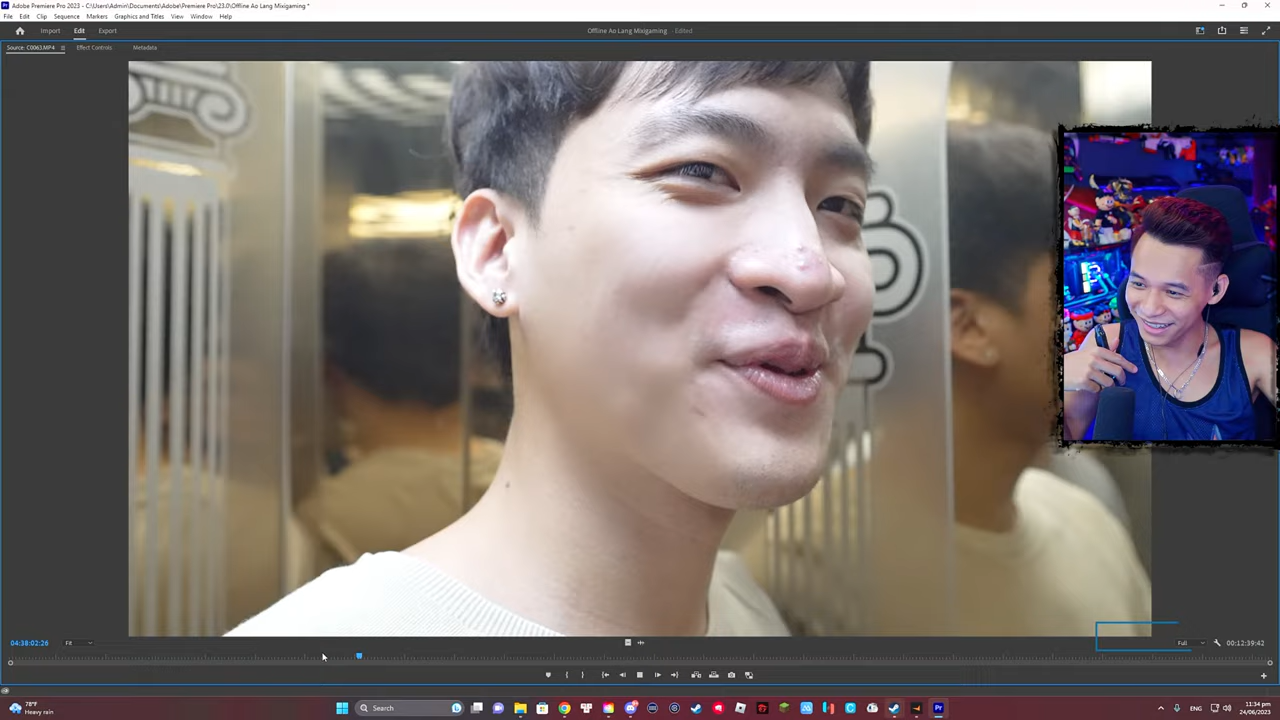 Adobe Premiere Pro 2023 - C:\Users\Admin\Documents\Adobe\Premiere Pro\23.0\Offline Ao Lang Mixigaming *
File Edit Clip Sequence Markers Graphics and Titles View Window Help
Import Edit Export Offline Ao Lang Mixigaming - Edited
Source: C0063.MP4 Effect Controls Metadata
04:38:02:26 Fit Full 00:12:39:42
78°F
Heavy rain
Search
ENG
11:34 PM
24/06/2023